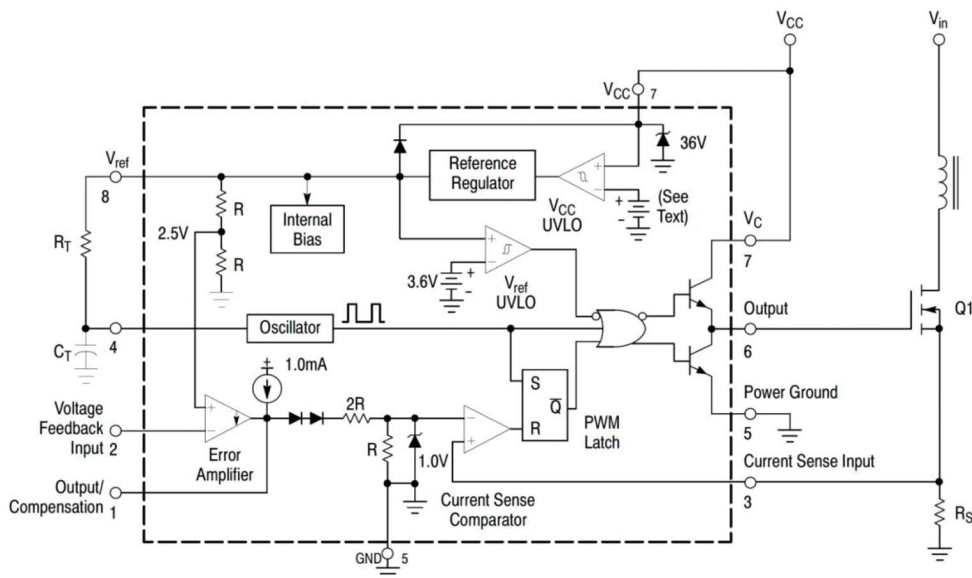 VCC
Vin
VCC 7
36V
Vref
8
Reference
Regulator
+
−
+
−
(See
Text)
VCC
UVLO
R
Internal
Bias
2.5V
RT
R
+
−
3.6V
+
−
Vref
UVLO
VC
7
Output
6
Q1
Oscillator
4
CT
1.0mA
S
Q
R
PWM
Latch
Power Ground
5
Voltage
Feedback
Input
2
+
−
Error
Amplifier
2R
R
1.0V
−
+
Current Sense
Comparator
Current Sense Input
3
RS
Output/
Compensation
1
GND 5